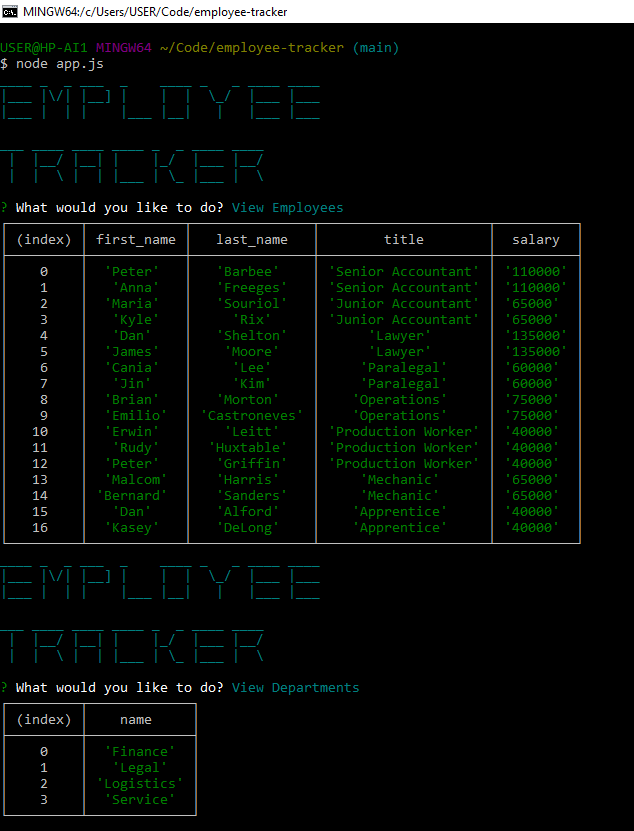 MINGW64:/c/Users/USER/Code/employee-tracker
USER@HP-AI1 MINGW64 ~/Code/employee-tracker (main)
$ node app.js
EMPLOYEE
TRACKER
? What would you like to do? View Employees
(index) first_name last_name title salary
0 'Peter' 'Barbee' 'Senior Accountant' '110000'
1 'Anna' 'Freeges' 'Senior Accountant' '110000'
2 'Maria' 'Souriol' 'Junior Accountant' '65000'
3 'Kyle' 'Rix' 'Junior Accountant' '65000'
4 'Dan' 'Shelton' 'Lawyer' '135000'
5 'James' 'Moore' 'Lawyer' '135000'
6 'Cania' 'Lee' 'Paralegal' '60000'
7 'Jin' 'Kim' 'Paralegal' '60000'
8 'Brian' 'Morton' 'Operations' '75000'
9 'Emilio' 'Castroneves' 'Operations' '75000'
10 'Erwin' 'Leitt' 'Production Worker' '40000'
11 'Rudy' 'Huxtable' 'Production Worker' '40000'
12 'Peter' 'Griffin' 'Production Worker' '40000'
13 'Malcom' 'Harris' 'Mechanic' '65000'
14 'Bernard' 'Sanders' 'Mechanic' '65000'
15 'Dan' 'Alford' 'Apprentice' '40000'
16 'Kasey' 'DeLong' 'Apprentice' '40000'
EMPLOYEE
TRACKER
? What would you like to do? View Departments
(index) name
0 'Finance'
1 'Legal'
2 'Logistics'
3 'Service'